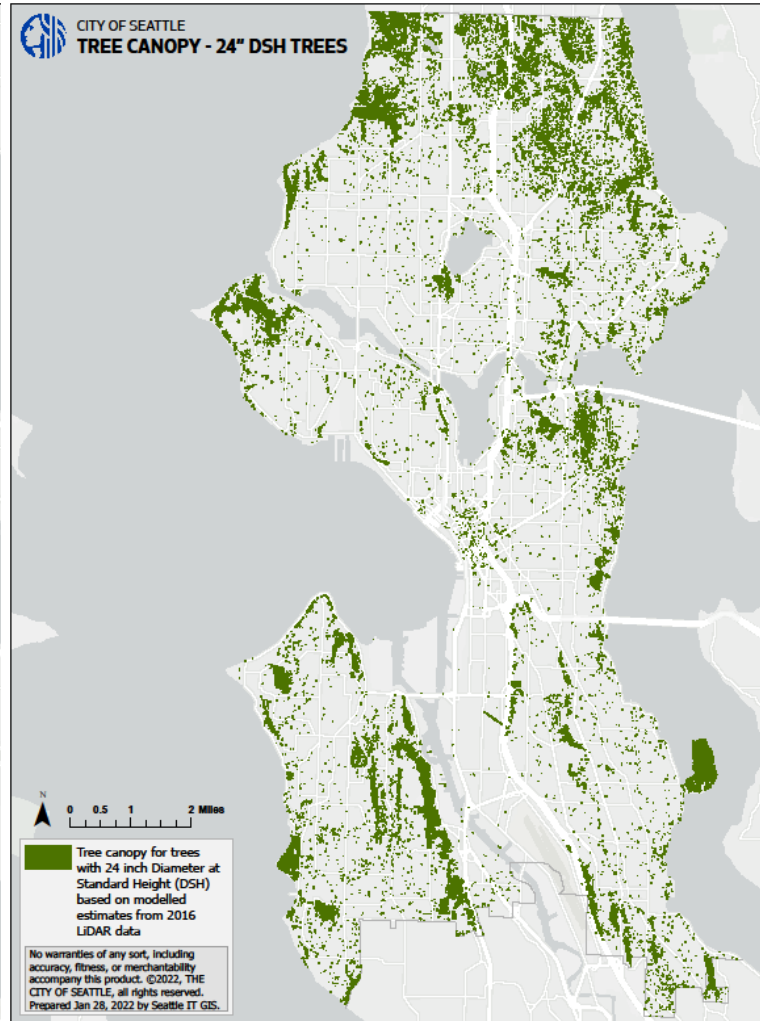 CITY OF SEATTLE
TREE CANOPY - 24" DSH TREES
N
0 0.5 1 2 Miles
Tree canopy for trees
with 24 inch Diameter at
Standard Height (DSH)
based on modelled
estimates from 2016
LiDAR data
No warranties of any sort, including
accuracy, fitness, or merchantability
accompany this product. ©2022, THE
CITY OF SEATTLE, all rights reserved.
Prepared Jan 28, 2022 by Seattle IT GIS.